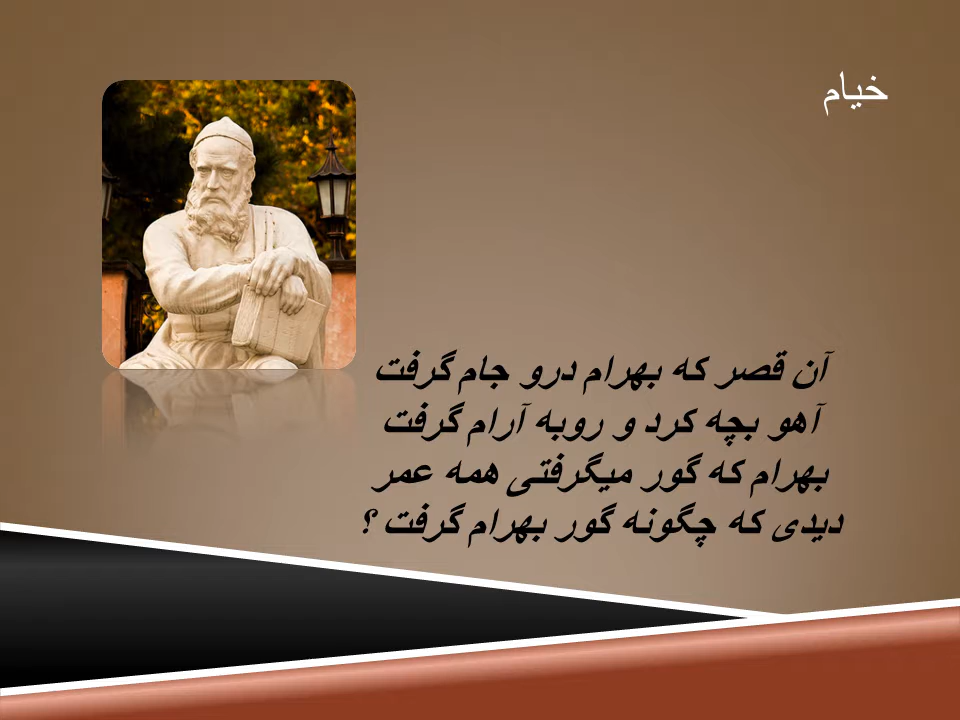 خیام
آن قصر که بهرام درو جام گرفت
آهو بچه کرد و روبه آرام گرفت
بهرام که گور میگرفتی همه عمر
دیدی که چگونه گور بهرام گرفت ؟